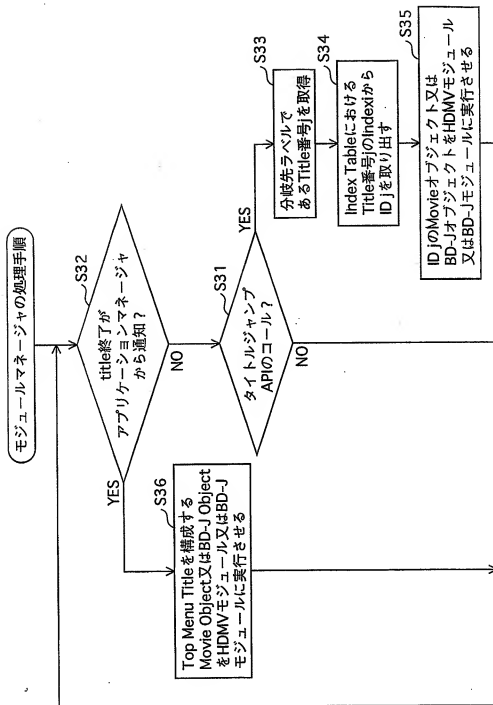 モジュールマネージャの処理手順
S32
title終了が
アプリケーションマネージャ
から通知？
YES
NO
S31
タイトルジャンプ
APIのコール？
YES
NO
S33
分岐先ラベルで
あるTitle番号jを取得
S34
Index Tableにおける
Title番号jのIndexIから
ID jを取り出す
S35
ID jのMovieオブジェクト又は
BD-JオブジェクトをHDMVモジュール
又はBD-Jモジュールに実行させる
S36
Top Menu Titleを構成する
Movie Object又はBD-J Object
をHDMVモジュール又はBD-J
モジュールに実行させる